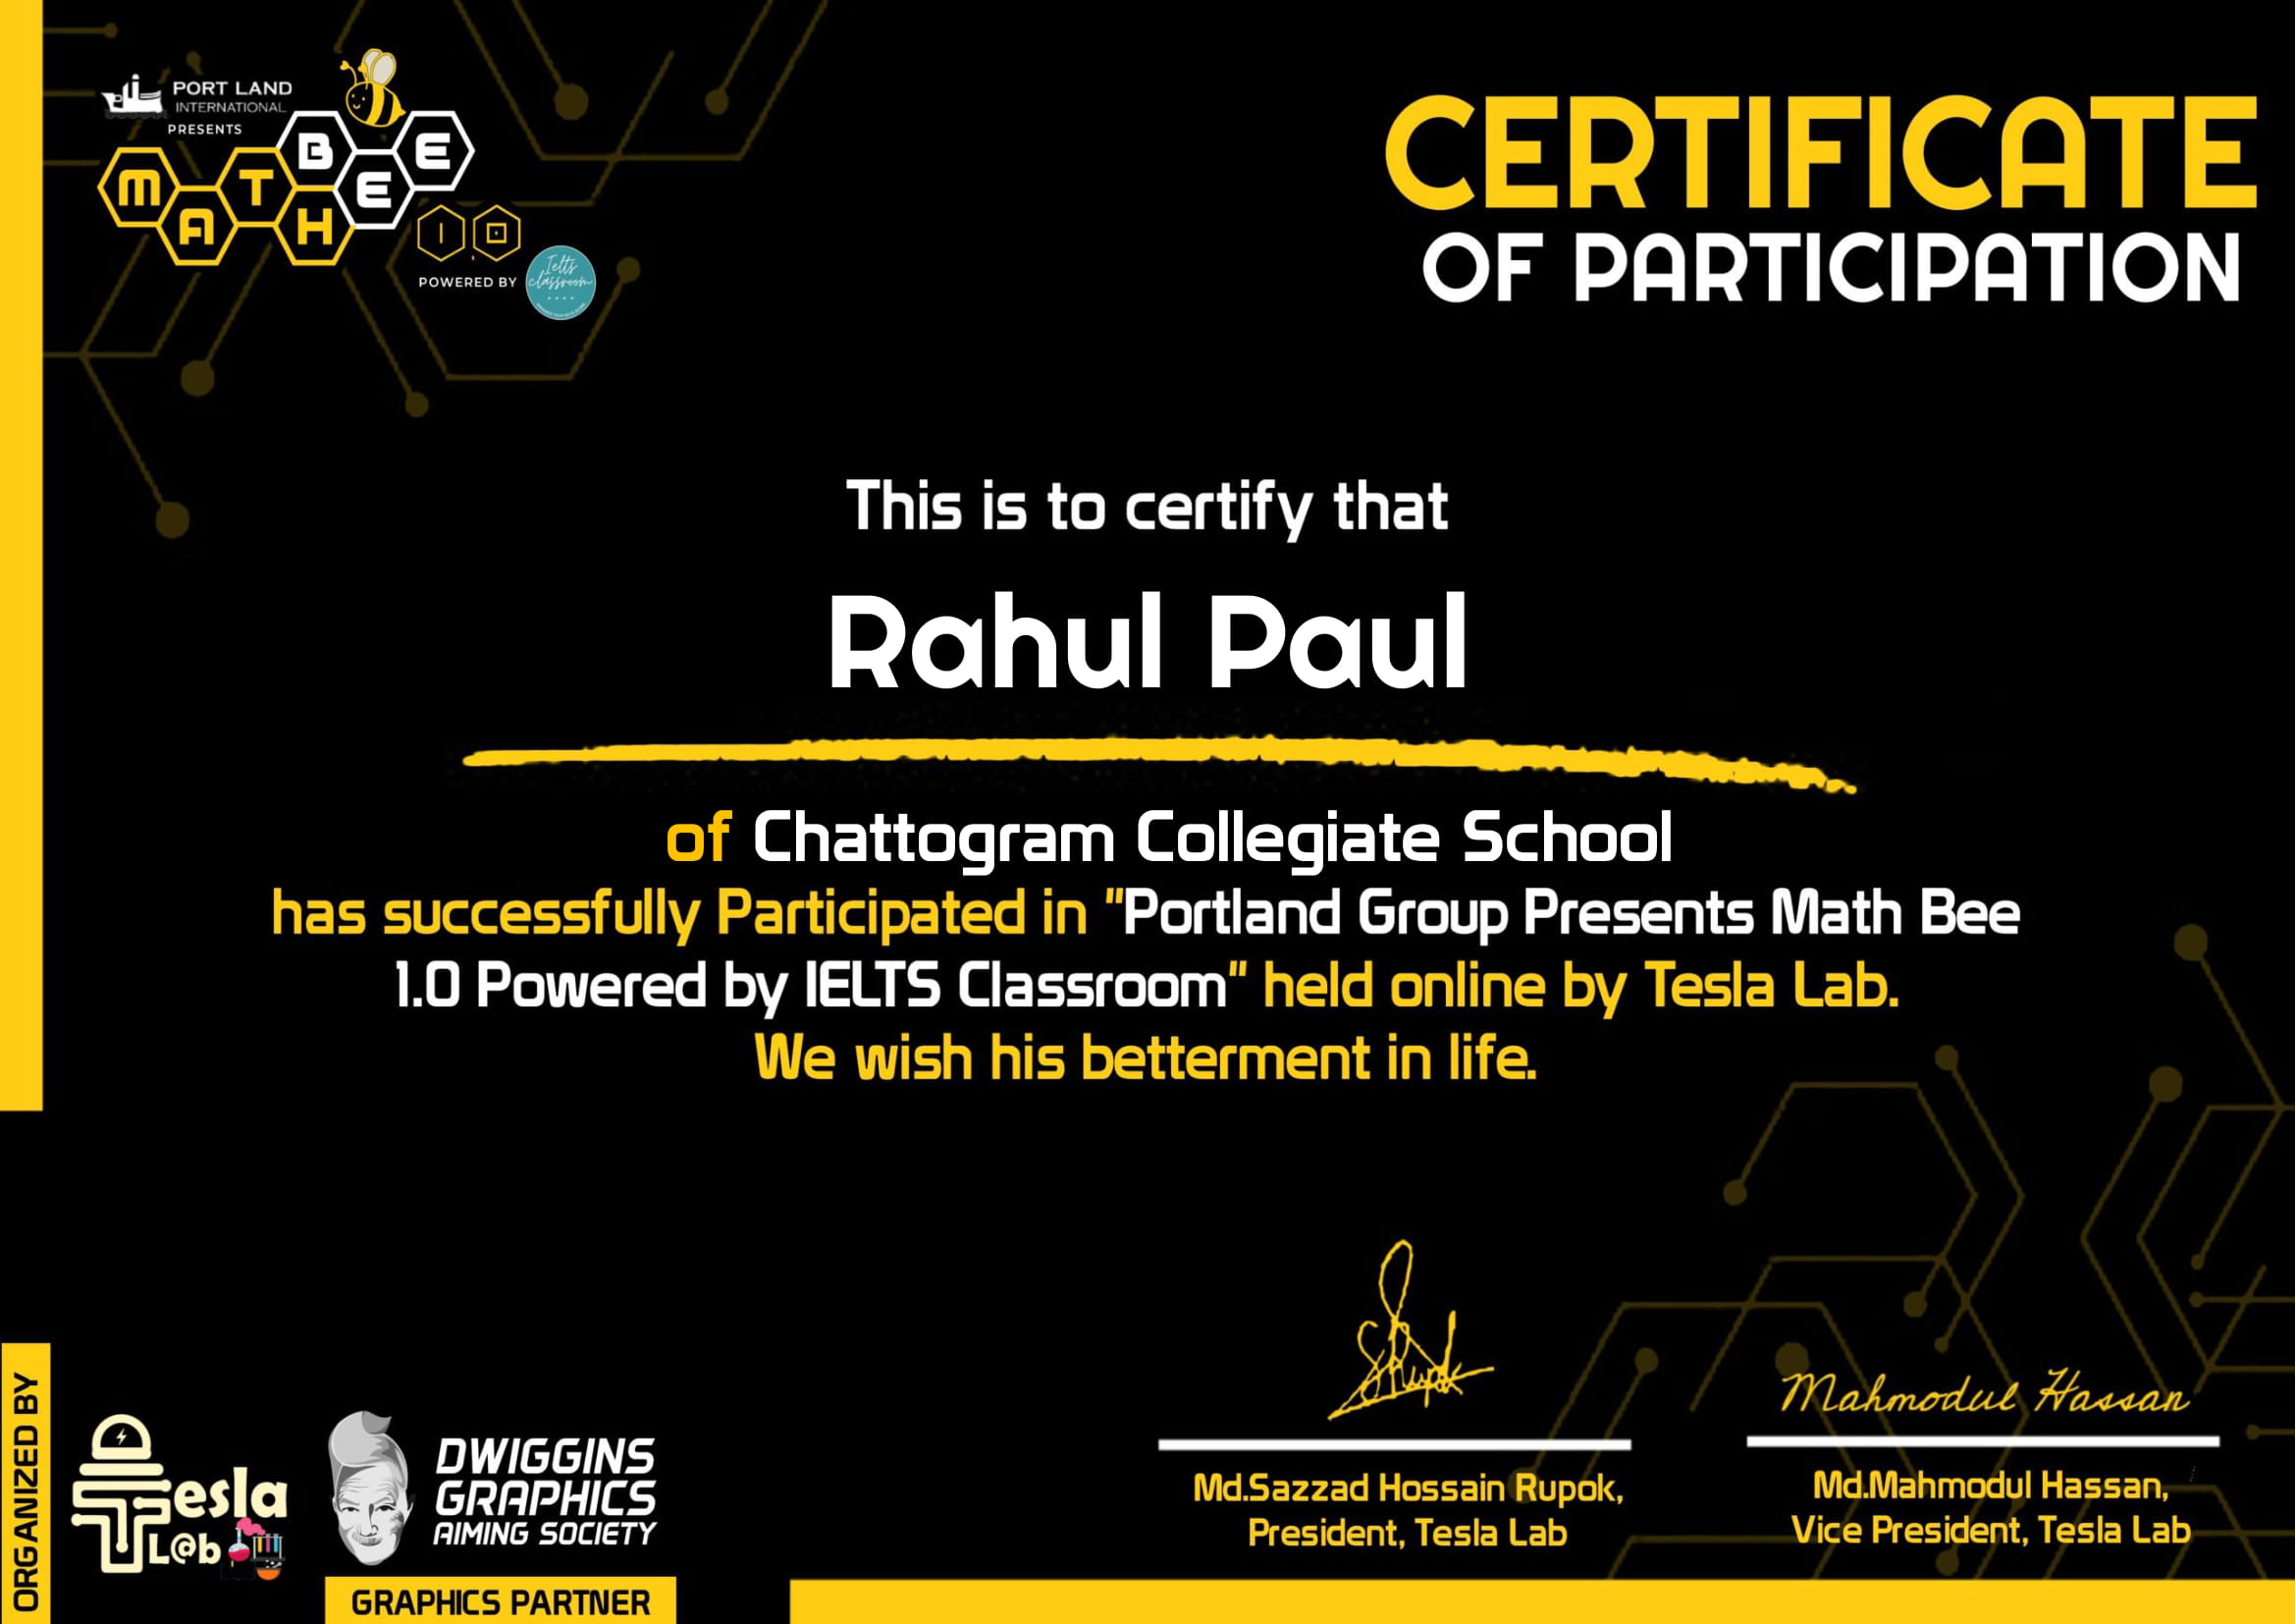 PORT LAND
INTERNATIONAL
PRESENTS
MATH BEE
1.0
POWERED BY
Ielts
classroom
CERTIFICATE
OF PARTICIPATION
This is to certify that
Rahul Paul
of Chattogram Collegiate School
has successfully Participated in "Portland Group Presents Math Bee
1.0 Powered by IELTS Classroom" held online by Tesla Lab.
We wish his betterment in life.
ORGANIZED BY
Tesla
L@b
DWIGGINS
GRAPHICS
AIMING SOCIETY
GRAPHICS PARTNER
SRupok
Md.Sazzad Hossain Rupok,
President, Tesla Lab
Mahmodul Hassan
Md.Mahmodul Hassan,
Vice President, Tesla Lab